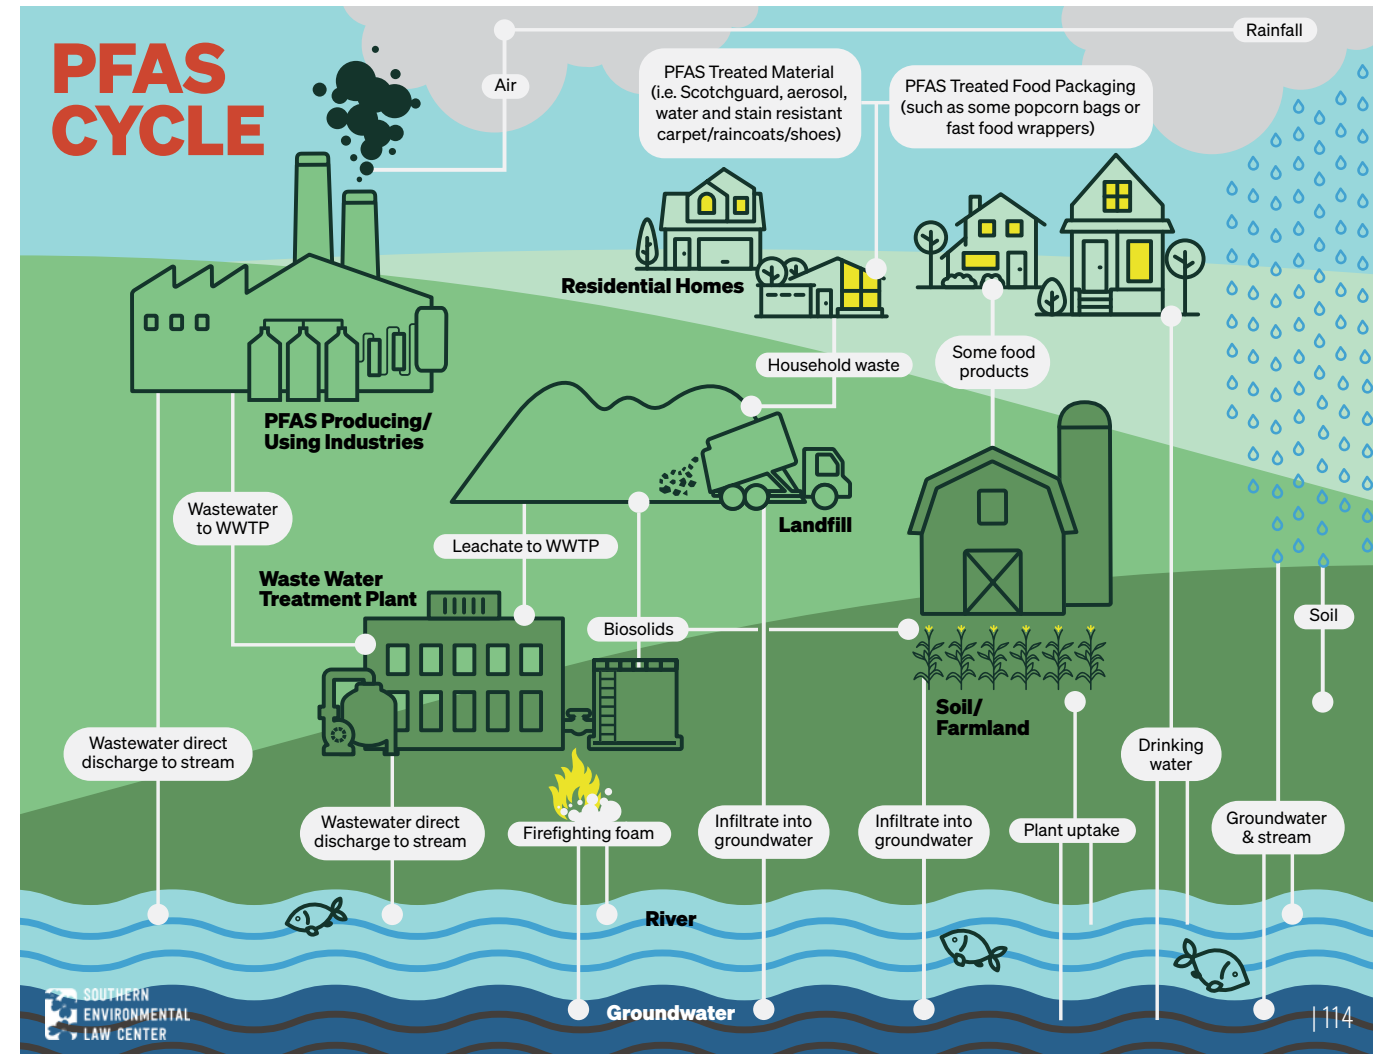 PFAS
CYCLE
Rainfall
Air
PFAS Treated Material
(i.e. Scotchguard, aerosol,
water and stain resistant
carpet/raincoats/shoes)
PFAS Treated Food Packaging
(such as some popcorn bags or
fast food wrappers)
Residential Homes
Household waste
Some food
products
PFAS Producing/
Using Industries
Wastewater
to WWTP
Leachate to WWTP
Landfill
Waste Water
Treatment Plant
Biosolids
Soil
Soil/
Farmland
Wastewater direct
discharge to stream
Drinking
water
Wastewater direct
discharge to stream
Firefighting foam
Infiltrate into
groundwater
Infiltrate into
groundwater
Plant uptake
Groundwater
& stream
River
Groundwater
SOUTHERN
ENVIRONMENTAL
LAW CENTER
| 114